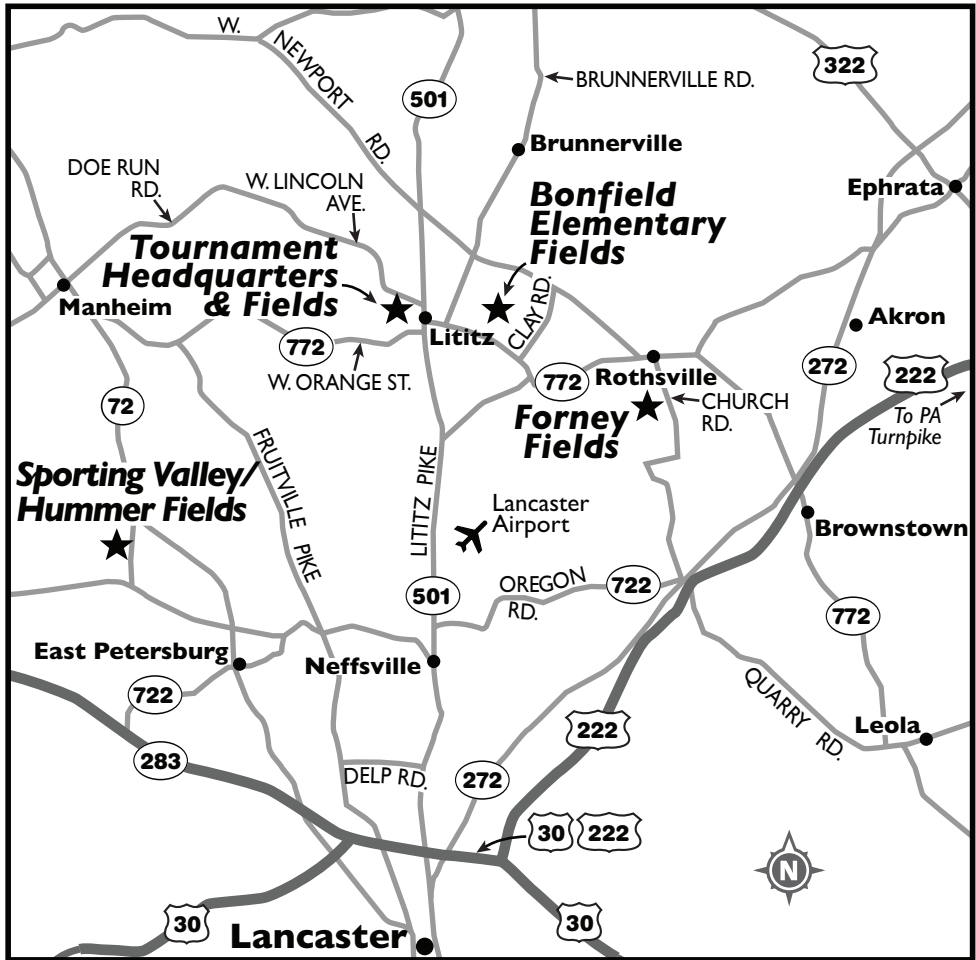 W.
NEWPORT
RD.
501
BRUNNERVILLE RD.
322
Brunnerville
DOE RUN
RD.
W. LINCOLN
AVE.
Bonfield
Elementary
Fields
Ephrata
Tournament
Headquarters
& Fields
Manheim
CLAY RD.
Lititz
772
W. ORANGE ST.
Akron
272
222
To PA
Turnpike
772
Rothsville
CHURCH
RD.
Forney
Fields
72
FRUITVILLE PIKE
Sporting Valley/
Hummer Fields
LITITZ PIKE
Lancaster
Airport
Brownstown
501
OREGON
RD.
722
772
East Petersburg
Neffsville
722
QUARRY RD.
Leola
283
DELP RD.
272
222
30
222
N
30
30
Lancaster